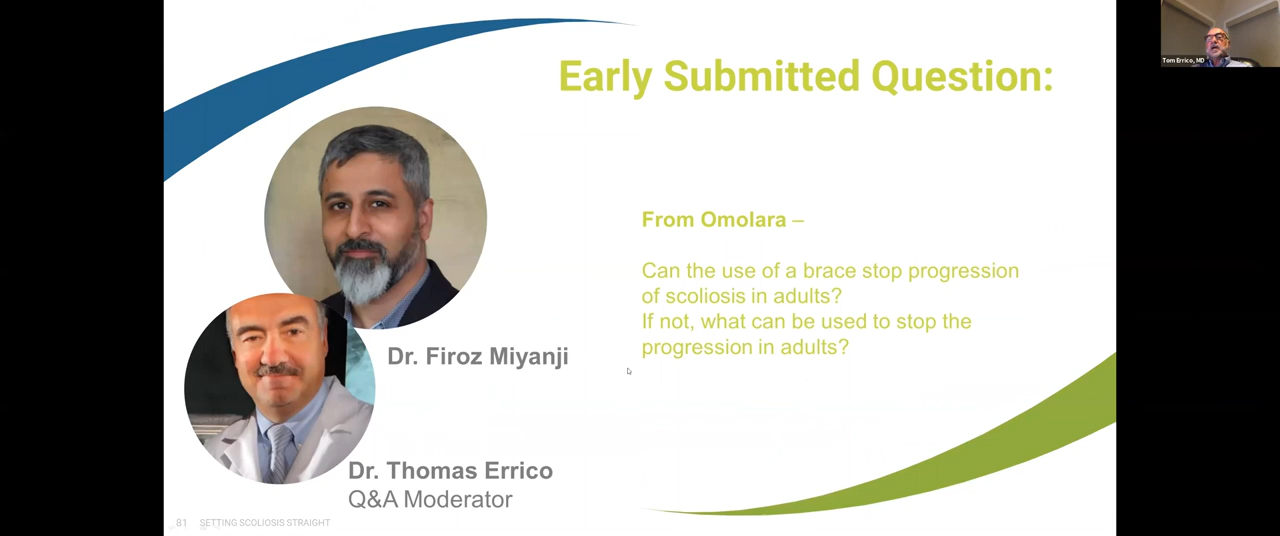 Tom Errico, MD
Early Submitted Question:
From Omolara –
Can the use of a brace stop progression
of scoliosis in adults?
If not, what can be used to stop the
progression in adults?
Dr. Firoz Miyanji
Dr. Thomas Errico
Q&A Moderator
81 SETTING SCOLIOSIS STRAIGHT